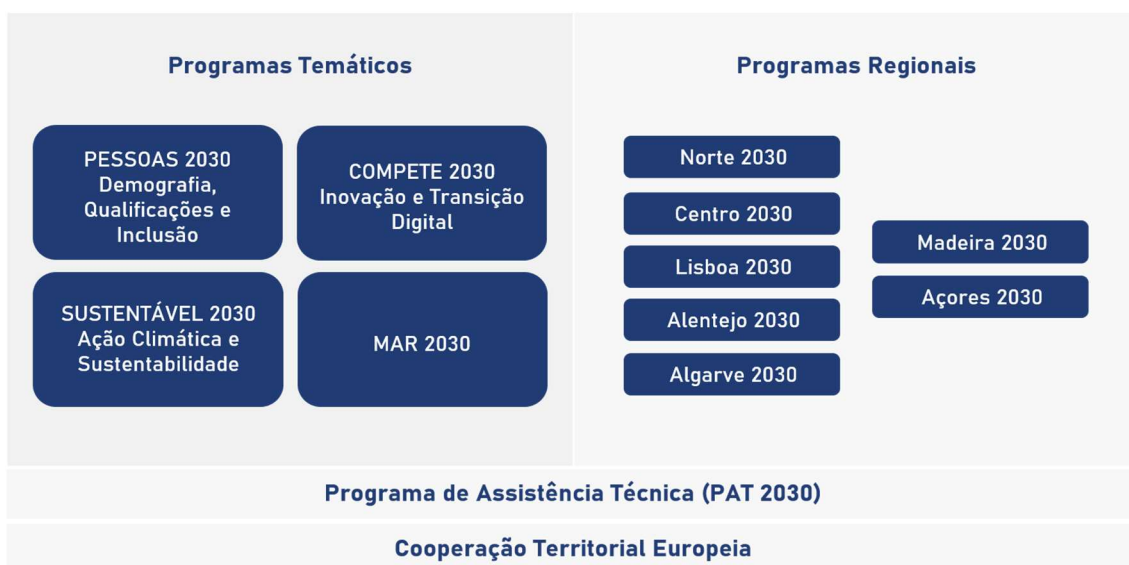 Programas Temáticos
PESSOAS 2030
Demografia,
Qualificações e
Inclusão
COMPETE 2030
Inovação e Transição
Digital
SUSTENTÁVEL 2030
Ação Climática e
Sustentabilidade
MAR 2030
Programas Regionais
Norte 2030
Centro 2030
Lisboa 2030
Alentejo 2030
Algarve 2030
Madeira 2030
Açores 2030
Programa de Assistência Técnica (PAT 2030)
Cooperação Territorial Europeia